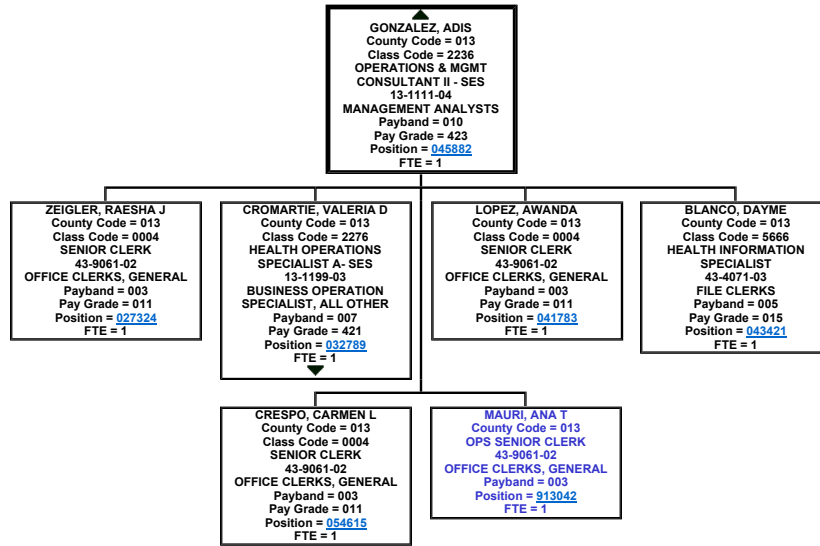 GONZALEZ, ADIS
County Code = 013
Class Code = 2236
OPERATIONS & MGMT
CONSULTANT II - SES
13-1111-04
MANAGEMENT ANALYSTS
Payband = 010
Pay Grade = 423
Position = 045882
FTE = 1
ZEIGLER, RAESHA J
County Code = 013
Class Code = 0004
SENIOR CLERK
43-9061-02
OFFICE CLERKS, GENERAL
Payband = 003
Pay Grade = 011
Position = 027324
FTE = 1
CROMARTIE, VALERIA D
County Code = 013
Class Code = 2276
HEALTH OPERATIONS
SPECIALIST A- SES
13-1199-03
BUSINESS OPERATION
SPECIALIST, ALL OTHER
Payband = 007
Pay Grade = 421
Position = 032789
FTE = 1
LOPEZ, AWANDA
County Code = 013
Class Code = 0004
SENIOR CLERK
43-9061-02
OFFICE CLERKS, GENERAL
Payband = 003
Pay Grade = 011
Position = 041783
FTE = 1
BLANCO, DAYME
County Code = 013
Class Code = 5666
HEALTH INFORMATION
SPECIALIST
43-4071-03
FILE CLERKS
Payband = 005
Pay Grade = 015
Position = 043421
FTE = 1
CRESPO, CARMEN L
County Code = 013
Class Code = 0004
SENIOR CLERK
43-9061-02
OFFICE CLERKS, GENERAL
Payband = 003
Pay Grade = 011
Position = 054615
FTE = 1
MAURI, ANA T
County Code = 013
OPS SENIOR CLERK
43-9061-02
OFFICE CLERKS, GENERAL
Payband = 003
Position = 913042
FTE = 1